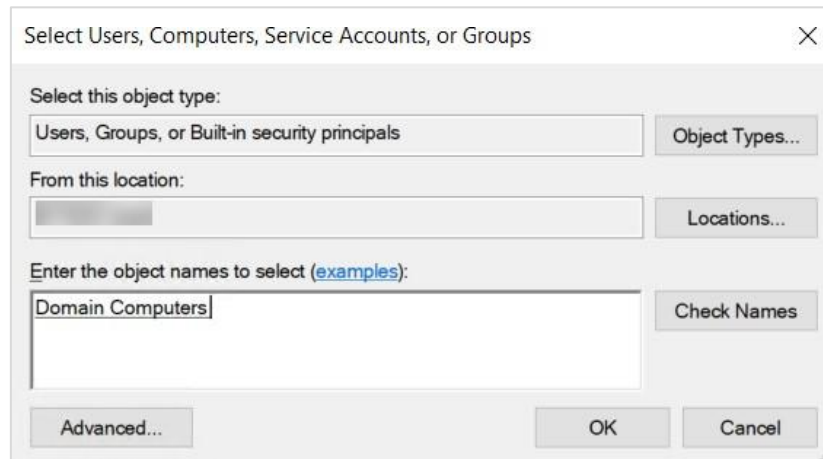 Select Users, Computers, Service Accounts, or Groups
Select this object type:
Users, Groups, or Built-in security principals
Object Types...
From this location:
Locations...
Enter the object names to select (examples):
Domain Computers
Check Names
Advanced...
OK
Cancel